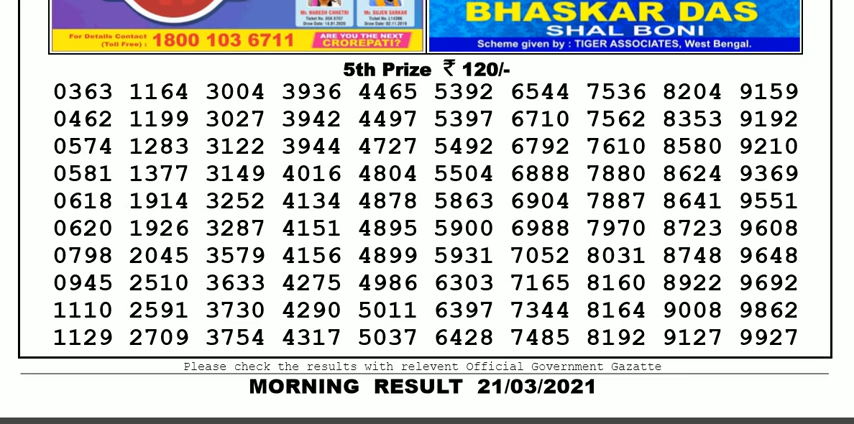 Mr. NARESH CHHETRI
Mr. SUJEN SARKAR
BHASKAR DAS
SHAL BONI
Scheme given by : TIGER ASSOCIATES, West Bengal.
For Details Contact
(Toll Free) : 1800 103 6711
ARE YOU THE NEXT
CROREPATI?
5th Prize ₹ 120/-
0363 1164 3004 3936 4465 5392 6544 7536 8204 9159
0462 1199 3027 3942 4497 5397 6710 7562 8353 9192
0574 1283 3122 3944 4727 5492 6792 7610 8580 9210
0581 1377 3149 4016 4804 5504 6888 7880 8624 9369
0618 1914 3252 4134 4878 5863 6904 7887 8641 9551
0620 1926 3287 4151 4895 5900 6988 7970 8723 9608
0798 2045 3579 4156 4899 5931 7052 8031 8748 9648
0945 2510 3633 4275 4986 6303 7165 8160 8922 9692
1110 2591 3730 4290 5011 6397 7344 8164 9008 9862
1129 2709 3754 4317 5037 6428 7485 8192 9127 9927
Please check the results with relevent Official Government Gazatte
MORNING RESULT 21/03/2021